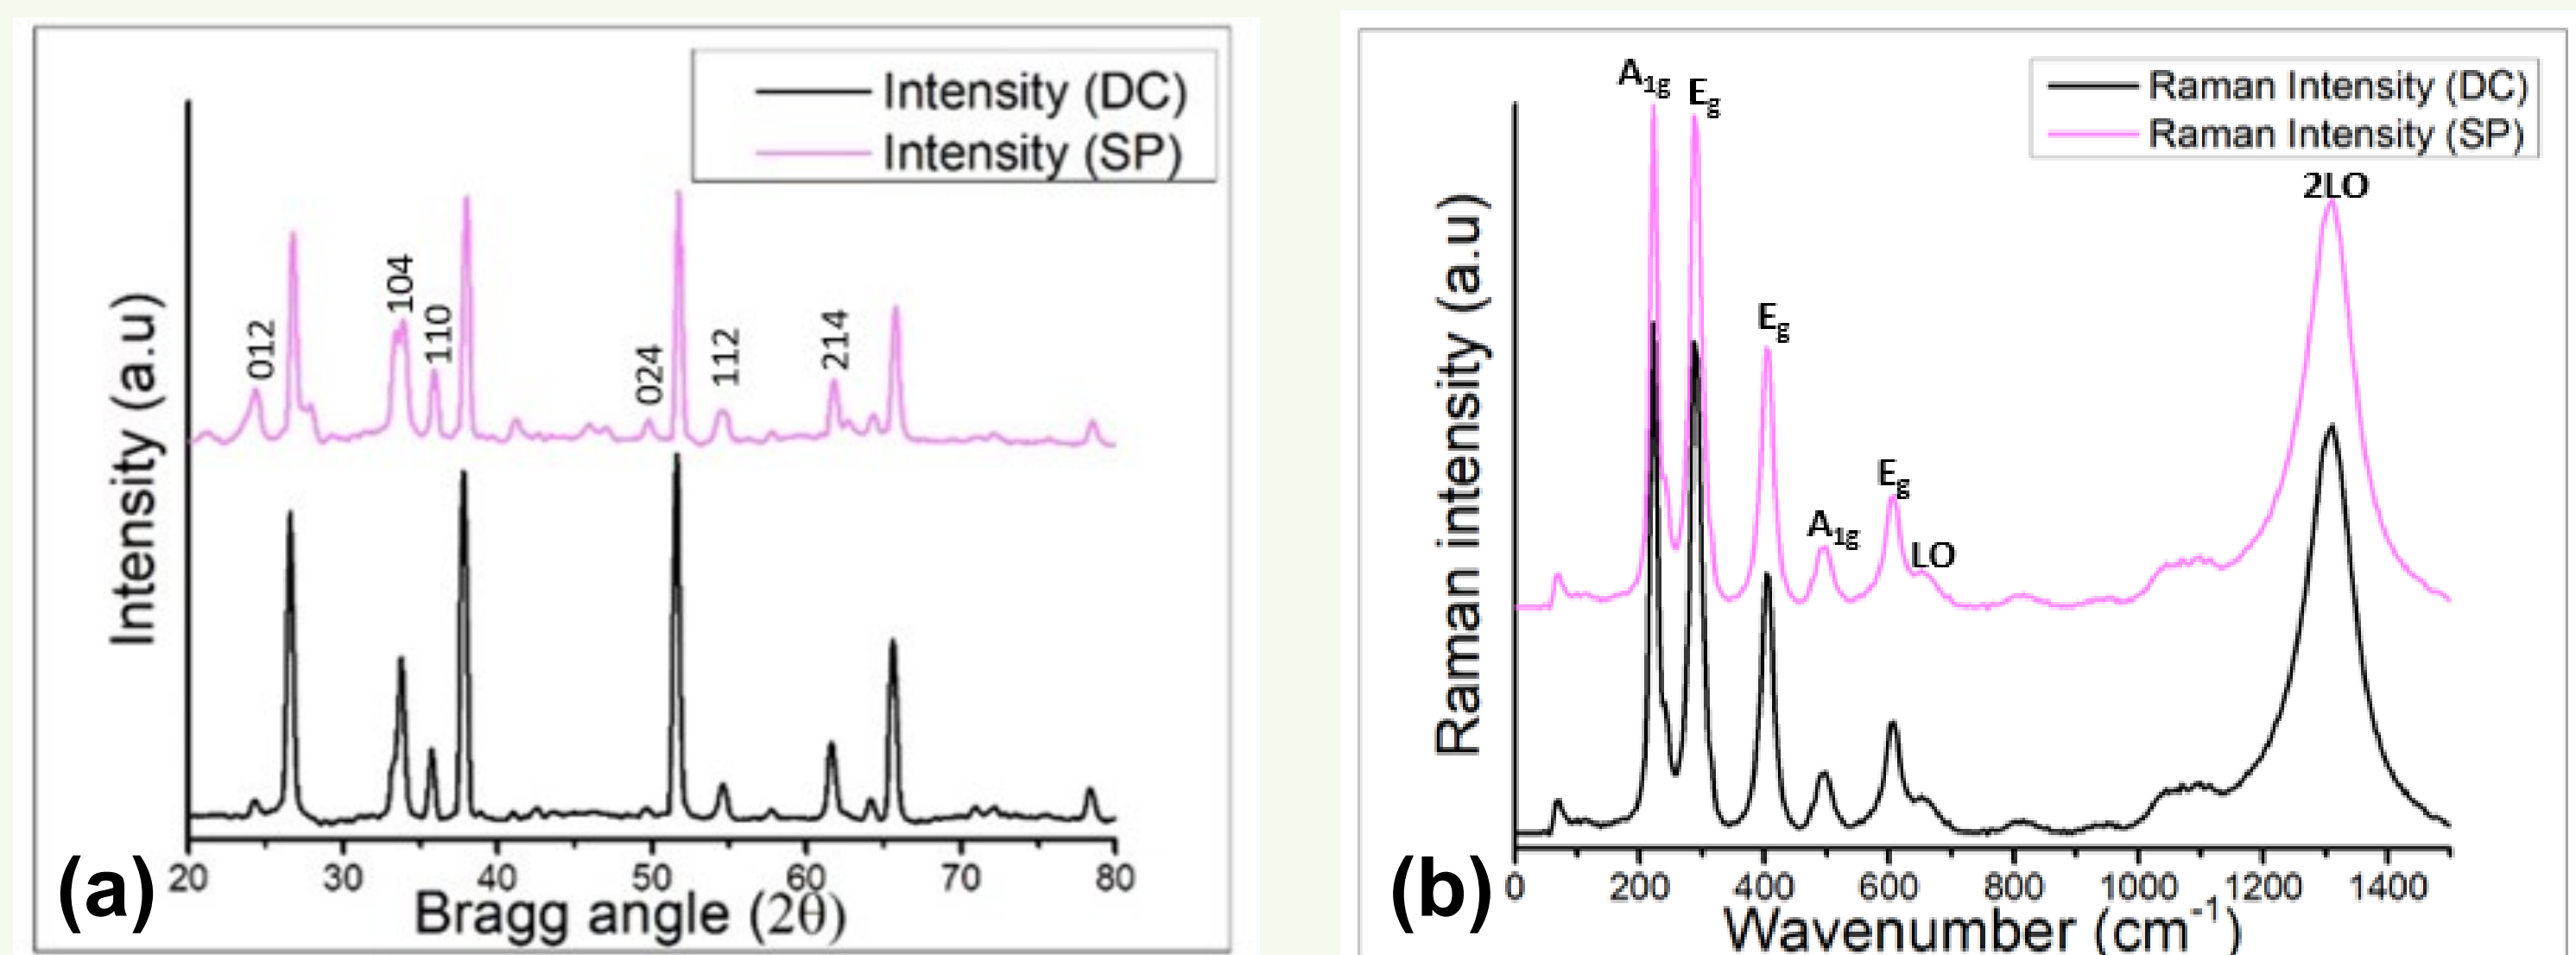 Intensity (DC)
Intensity (SP)
012
104
110
024
112
214
Intensity (a.u)
20 30 40 50 60 70 80
Bragg angle (2θ)
(a)
Raman Intensity (DC)
Raman Intensity (SP)
A1g
Eg
Eg
A1g
Eg
LO
2LO
Raman intensity (a.u)
0 200 400 600 800 1000 1200 1400
Wavenumber (cm-1)
(b)